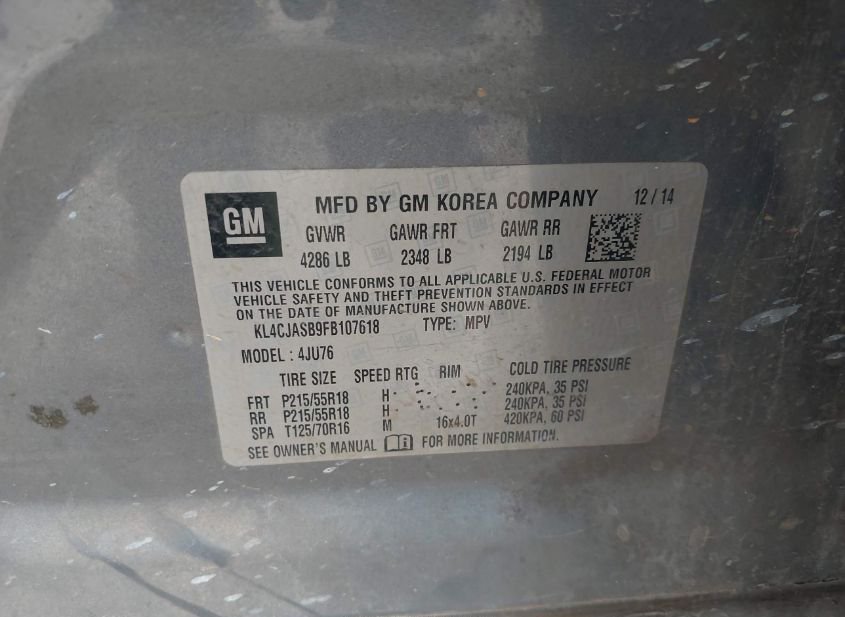 GM
MFD BY GM KOREA COMPANY 12 / 14
GVWR GAWR FRT GAWR RR
4286 LB 2348 LB 2194 LB
THIS VEHICLE CONFORMS TO ALL APPLICABLE U.S. FEDERAL MOTOR
VEHICLE SAFETY AND THEFT PREVENTION STANDARDS IN EFFECT
ON THE DATE OF MANUFACTURE SHOWN ABOVE.
KL4CJASB9FB107618 TYPE: MPV
MODEL : 4JU76
TIRE SIZE SPEED RTG RIM COLD TIRE PRESSURE
FRT P215/55R18 H 240KPA, 35 PSI
RR P215/55R18 H 240KPA, 35 PSI
SPA T125/70R16 M 16x4.0T 420KPA, 60 PSI
SEE OWNER'S MANUAL FOR MORE INFORMATION.